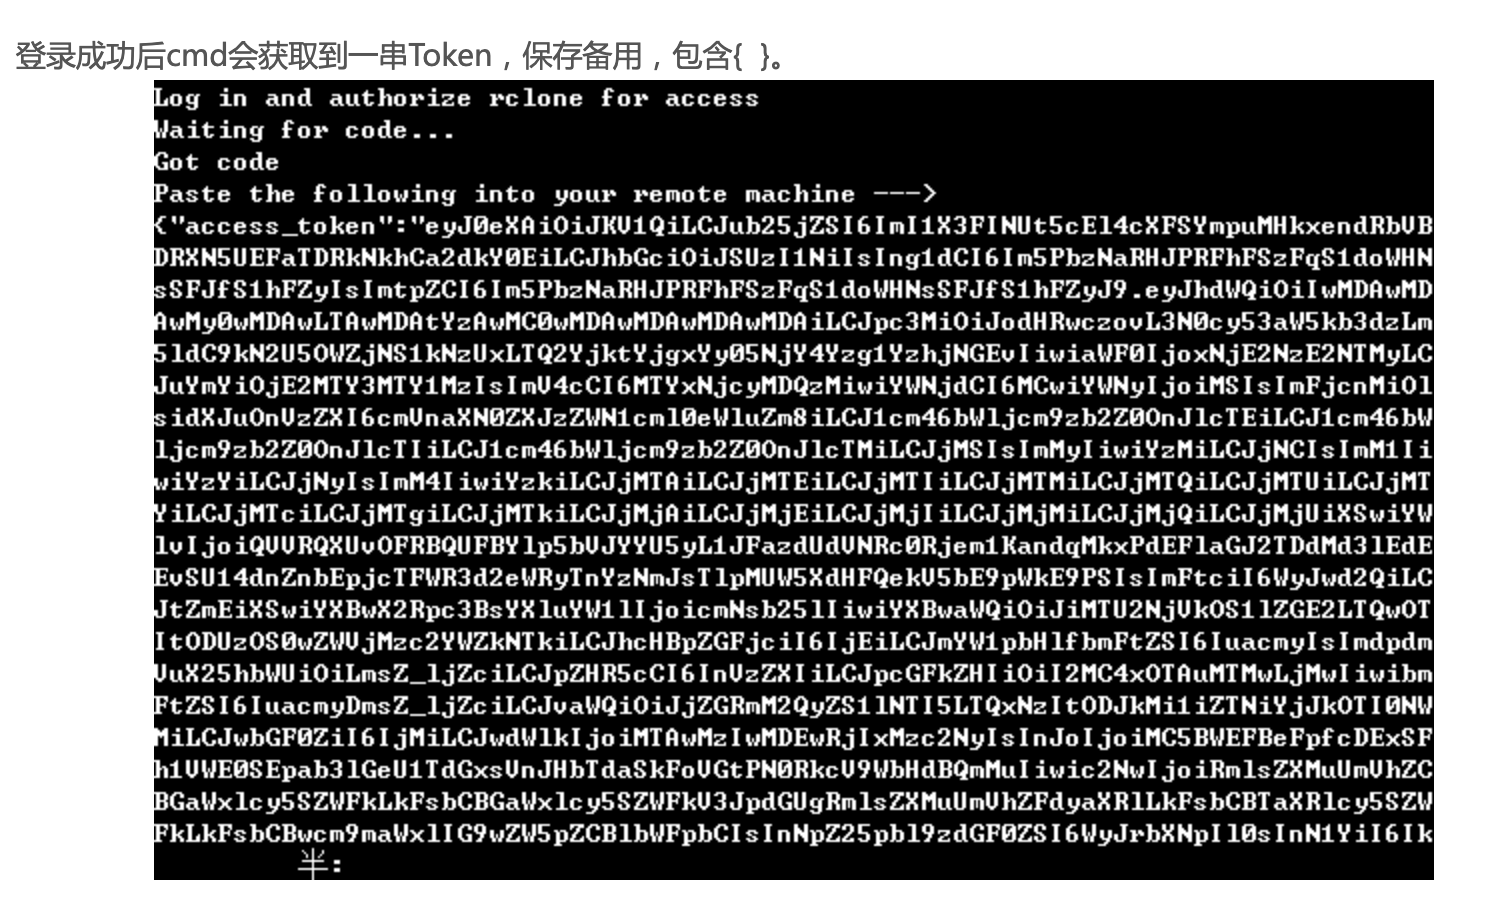 登录成功后cmd会获取到一串Token，保存备用，包含{ }。
Log in and authorize rclone for access
Waiting for code...
Got code
Paste the following into your remote machine --->
{"access_token":"eyJ0eXAiOiJKV1QiLCJub25jZSI6ImI1X3FINUt5cEl4cXFSYmpuMHkxendRbVB
DRXN5UEFaTDRkNkhCa2dkY0EiLCJhbGciOiJSUzI1NiIsIng1dCI6Im5PbzNaRHJPRFhFSzFqS1doWHN
sSFJfS1hFZyIsImtpZCI6Im5PbzNaRHJPRFhFSzFqS1doWHNsSFJfS1hFZyJ9.eyJhdWQiOiIwMDAwMD
AwMy0wMDAwLTAwMDAtYzAwMC0wMDAwMDAwMDAwMDAiLCJpc3MiOiJodHRwczovL3N0cy53aW5kb3dzLm
5ldC9kN2U5OWZjNS1kNzUxLTQ2YjktYjgxYy05NjY4Yzg1YzhjNGEvIiwiaWF0IjoxNjE2NzE2NTMyLC
JuYmYiOjE2MTY3MTY1MzIsImV4cCI6MTYxNjcyMDQzMiwiYWNjdCI6MCwiYWNyIjoiMSIsImFjcnMiOl
sidXJuOnVzZXI6cmVnaXN0ZXJzZWN1cml0eWluZm8iLCJ1cm46bWljcm9zb2Z0OnJlcTEiLCJ1cm46bW
ljcm9zb2Z0OnJlcTIiLCJ1cm46bWljcm9zb2Z0OnJlcTMiLCJjMSIsImMyIiwiYzMiLCJjNCIsImM1Ii
wiYzYiLCJjNyIsImM4IiwiYzkiLCJjMTAiLCJjMTEiLCJjMTIiLCJjMTMiLCJjMTQiLCJjMTUiLCJjMT
YiLCJjMTciLCJjMTgiLCJjMTkiLCJjMjAiLCJjMjEiLCJjMjIiLCJjMjMiLCJjMjQiLCJjMjUiXSwiYW
lvIjoiQVVRQXUvOFRBQUFBYlp5bVJYYU5yL1JFazdUdVNRc0Rjem1KandqMkxPdEFlaGJ2TDdMd3lEdE
EvSU14dnZnbEpjcTFWR3d2eWRyTnYzNmJsTlpMUW5XdHFQekV5bE9pWkE9PSIsImFtciI6WyJwd2QiLC
JtZmEiXSwiYXBwX2Rpc3BsYXluYW1lIjoicmNsb25lIiwiYXBwaWQiOiJiMTU2NjVkOS1lZGE2LTQwOT
ItODUzOS0wZWVjMzc2YWZkNTkiLCJhcHBpZGFjciI6IjEiLCJmYW1pbHlfbmFtZSI6IuacmyIsImdpdm
VuX25hbWUiOiLmsZ_ljZciLCJpZHR5cCI6InVzZXIiLCJpcGFkZHIiOiI2MC4xOTAuMTMwLjMwIiwibm
FtZSI6IuacmyDmsZ_ljZciLCJvaWQiOiJjZGRmM2QyZS1lNTI5LTQxNzItODJkMi1iZTNiYjJkOTI0NW
MiLCJwbGF0ZiI6IjMiLCJwdWlkIjoiMTAwMzIwMDEwRjIxMzc2NyIsInJoIjoiMC5BWEFBeFpfcDExSF
h1VWE0SEpab3lGeU1TdGxsVnJHbTdaSkFoVGtPN0RkcV9WbHdBQmMuIiwic2NwIjoiRmlsZXMuUmVhZC
BGaWxlcy5SZWFkLkFsbCBGaWxlcy5SZWFkV3JpdGUgRmlsZXMuUmVhZFdyaXRlLkFsbCBTaXRlcy5SZW
FkLkFsbCBwcm9maWxlIG9wZW5pZCBlbWFpbCIsInNpZ25pbl9zdGF0ZSI6WyJrbXNpIl0sInN1YiI6Ik
半: